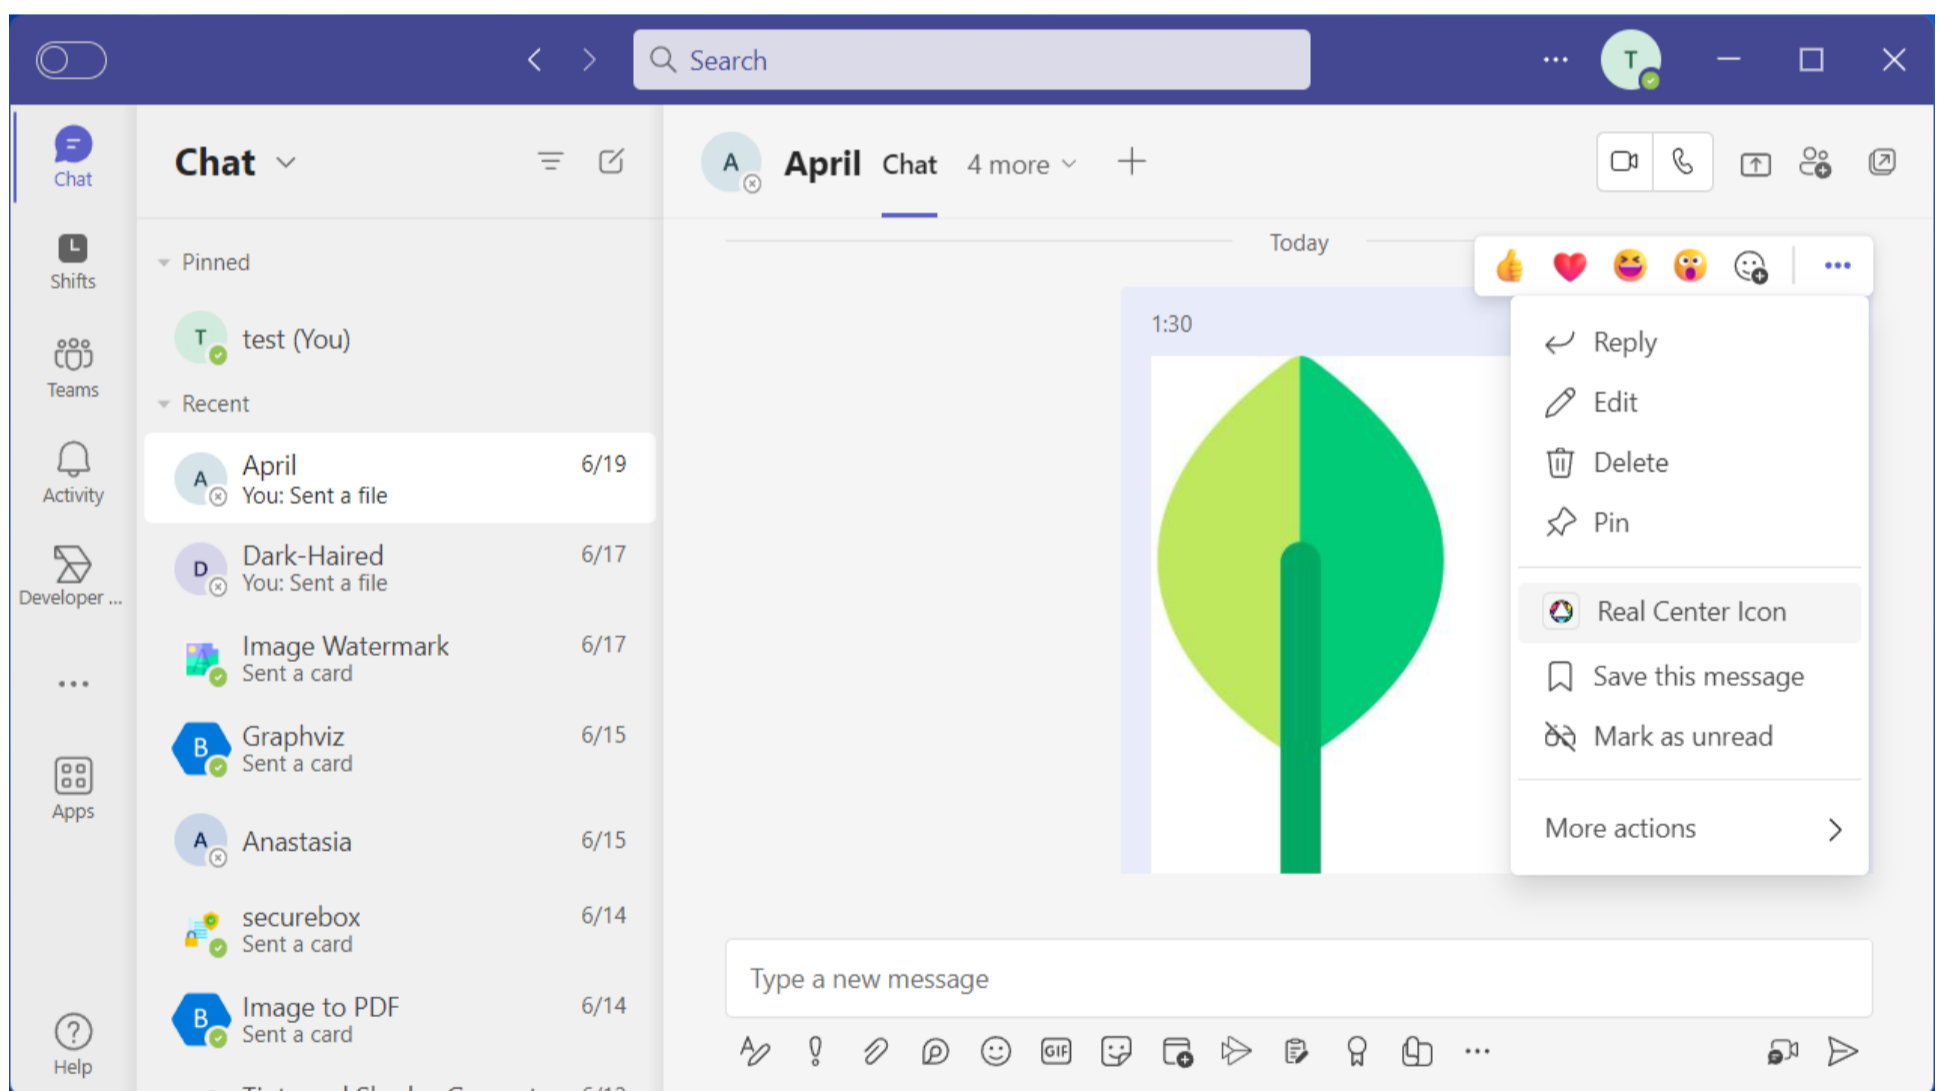 Search
T
Chat
Shifts
Teams
Activity
Developer ...
Apps
Help
Chat
Pinned
T
test (You)
Recent
A
April
6/19
You: Sent a file
D
Dark-Haired
6/17
You: Sent a file
Image Watermark
6/17
Sent a card
B
Graphviz
6/15
Sent a card
A
Anastasia
6/15
securebox
6/14
Sent a card
B
Image to PDF
6/14
Sent a card
A
April
Chat
4 more
Today
1:30
Reply
Edit
Delete
Pin
Real Center Icon
Save this message
Mark as unread
More actions
Type a new message
GIF